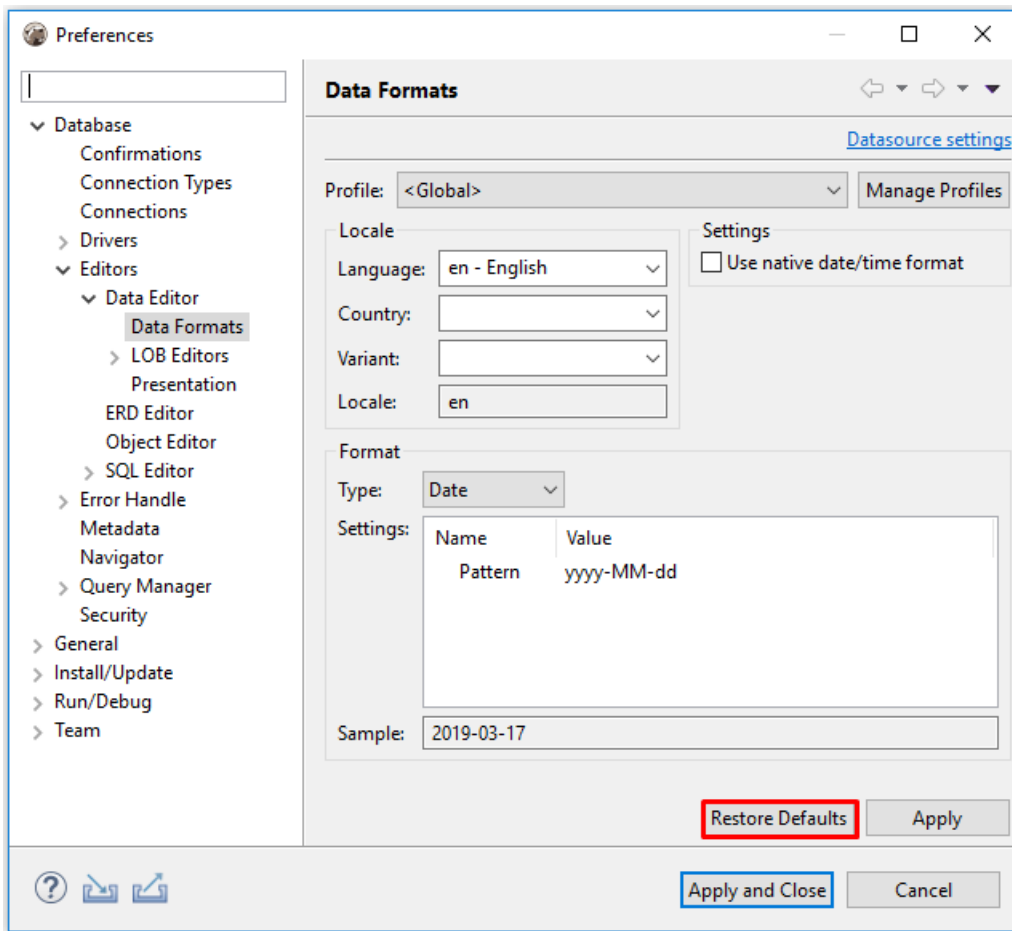 Preferences
Database
Confirmations
Connection Types
Connections
Drivers
Editors
Data Editor
Data Formats
LOB Editors
Presentation
ERD Editor
Object Editor
SQL Editor
Error Handle
Metadata
Navigator
Query Manager
Security
General
Install/Update
Run/Debug
Team
Data Formats
Datasource settings
Profile: <Global> Manage Profiles
Locale
Language: en - English
Country:
Variant:
Locale: en
Settings
Use native date/time format
Format
Type: Date
Settings:
Name Value
Pattern yyyy-MM-dd
Sample: 2019-03-17
Restore Defaults Apply
? Apply and Close Cancel